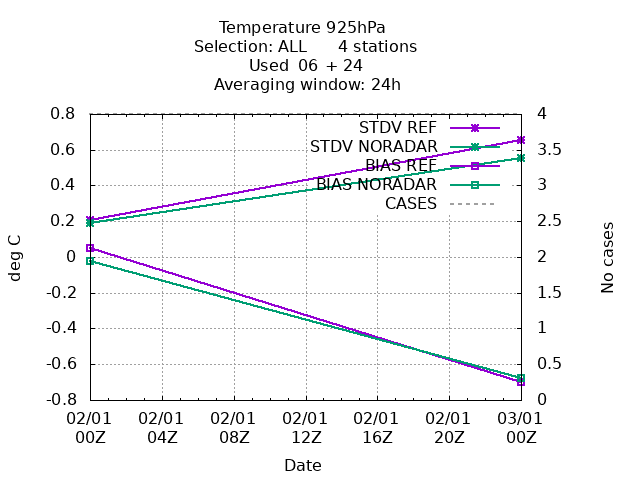 Temperature 925hPa
Selection: ALL      4 stations
Used  06 + 24
Averaging window: 24h
0.8
0.6
0.4
0.2
0
-0.2
-0.4
-0.6
-0.8
deg C
4
3.5
3
2.5
2
1.5
1
0.5
0
No cases
STDV REF
STDV NORADAR
BIAS REF
BIAS NORADAR
CASES
02/01 02/01 02/01 02/01 02/01 02/01 03/01
00Z 04Z 08Z 12Z 16Z 20Z 00Z
Date